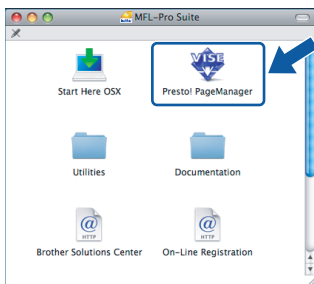 MFL-Pro Suite
VISE
Start Here OSX
Presto! PageManager
Utilities
Documentation
@
HTTP
@
HTTP
Brother Solutions Center
On-Line Registration